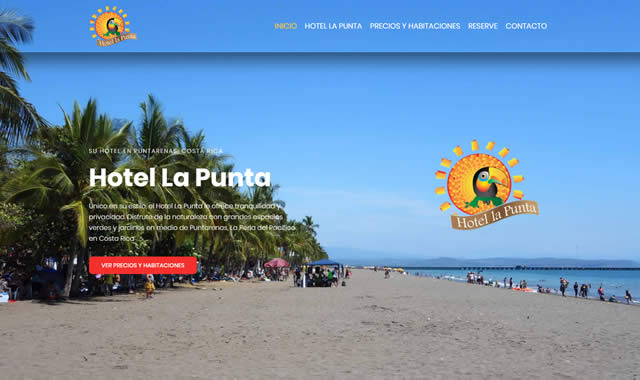 Hotel la Punta
INICIO HOTEL LA PUNTA PRECIOS Y HABITACIONES RESERVE CONTACTO
SU HOTEL EN PUNTARENAS, COSTA RICA
Hotel La Punta
Único en su estilo, el Hotel La Punta le ofrece tranquilidad y
privacidad. Disfrute de la naturaleza con grandes espacios
verdes y jardines en medio de Puntarenas, La Perla del Pacífico
en Costa Rica
VER PRECIOS Y HABITACIONES
Hotel la Punta